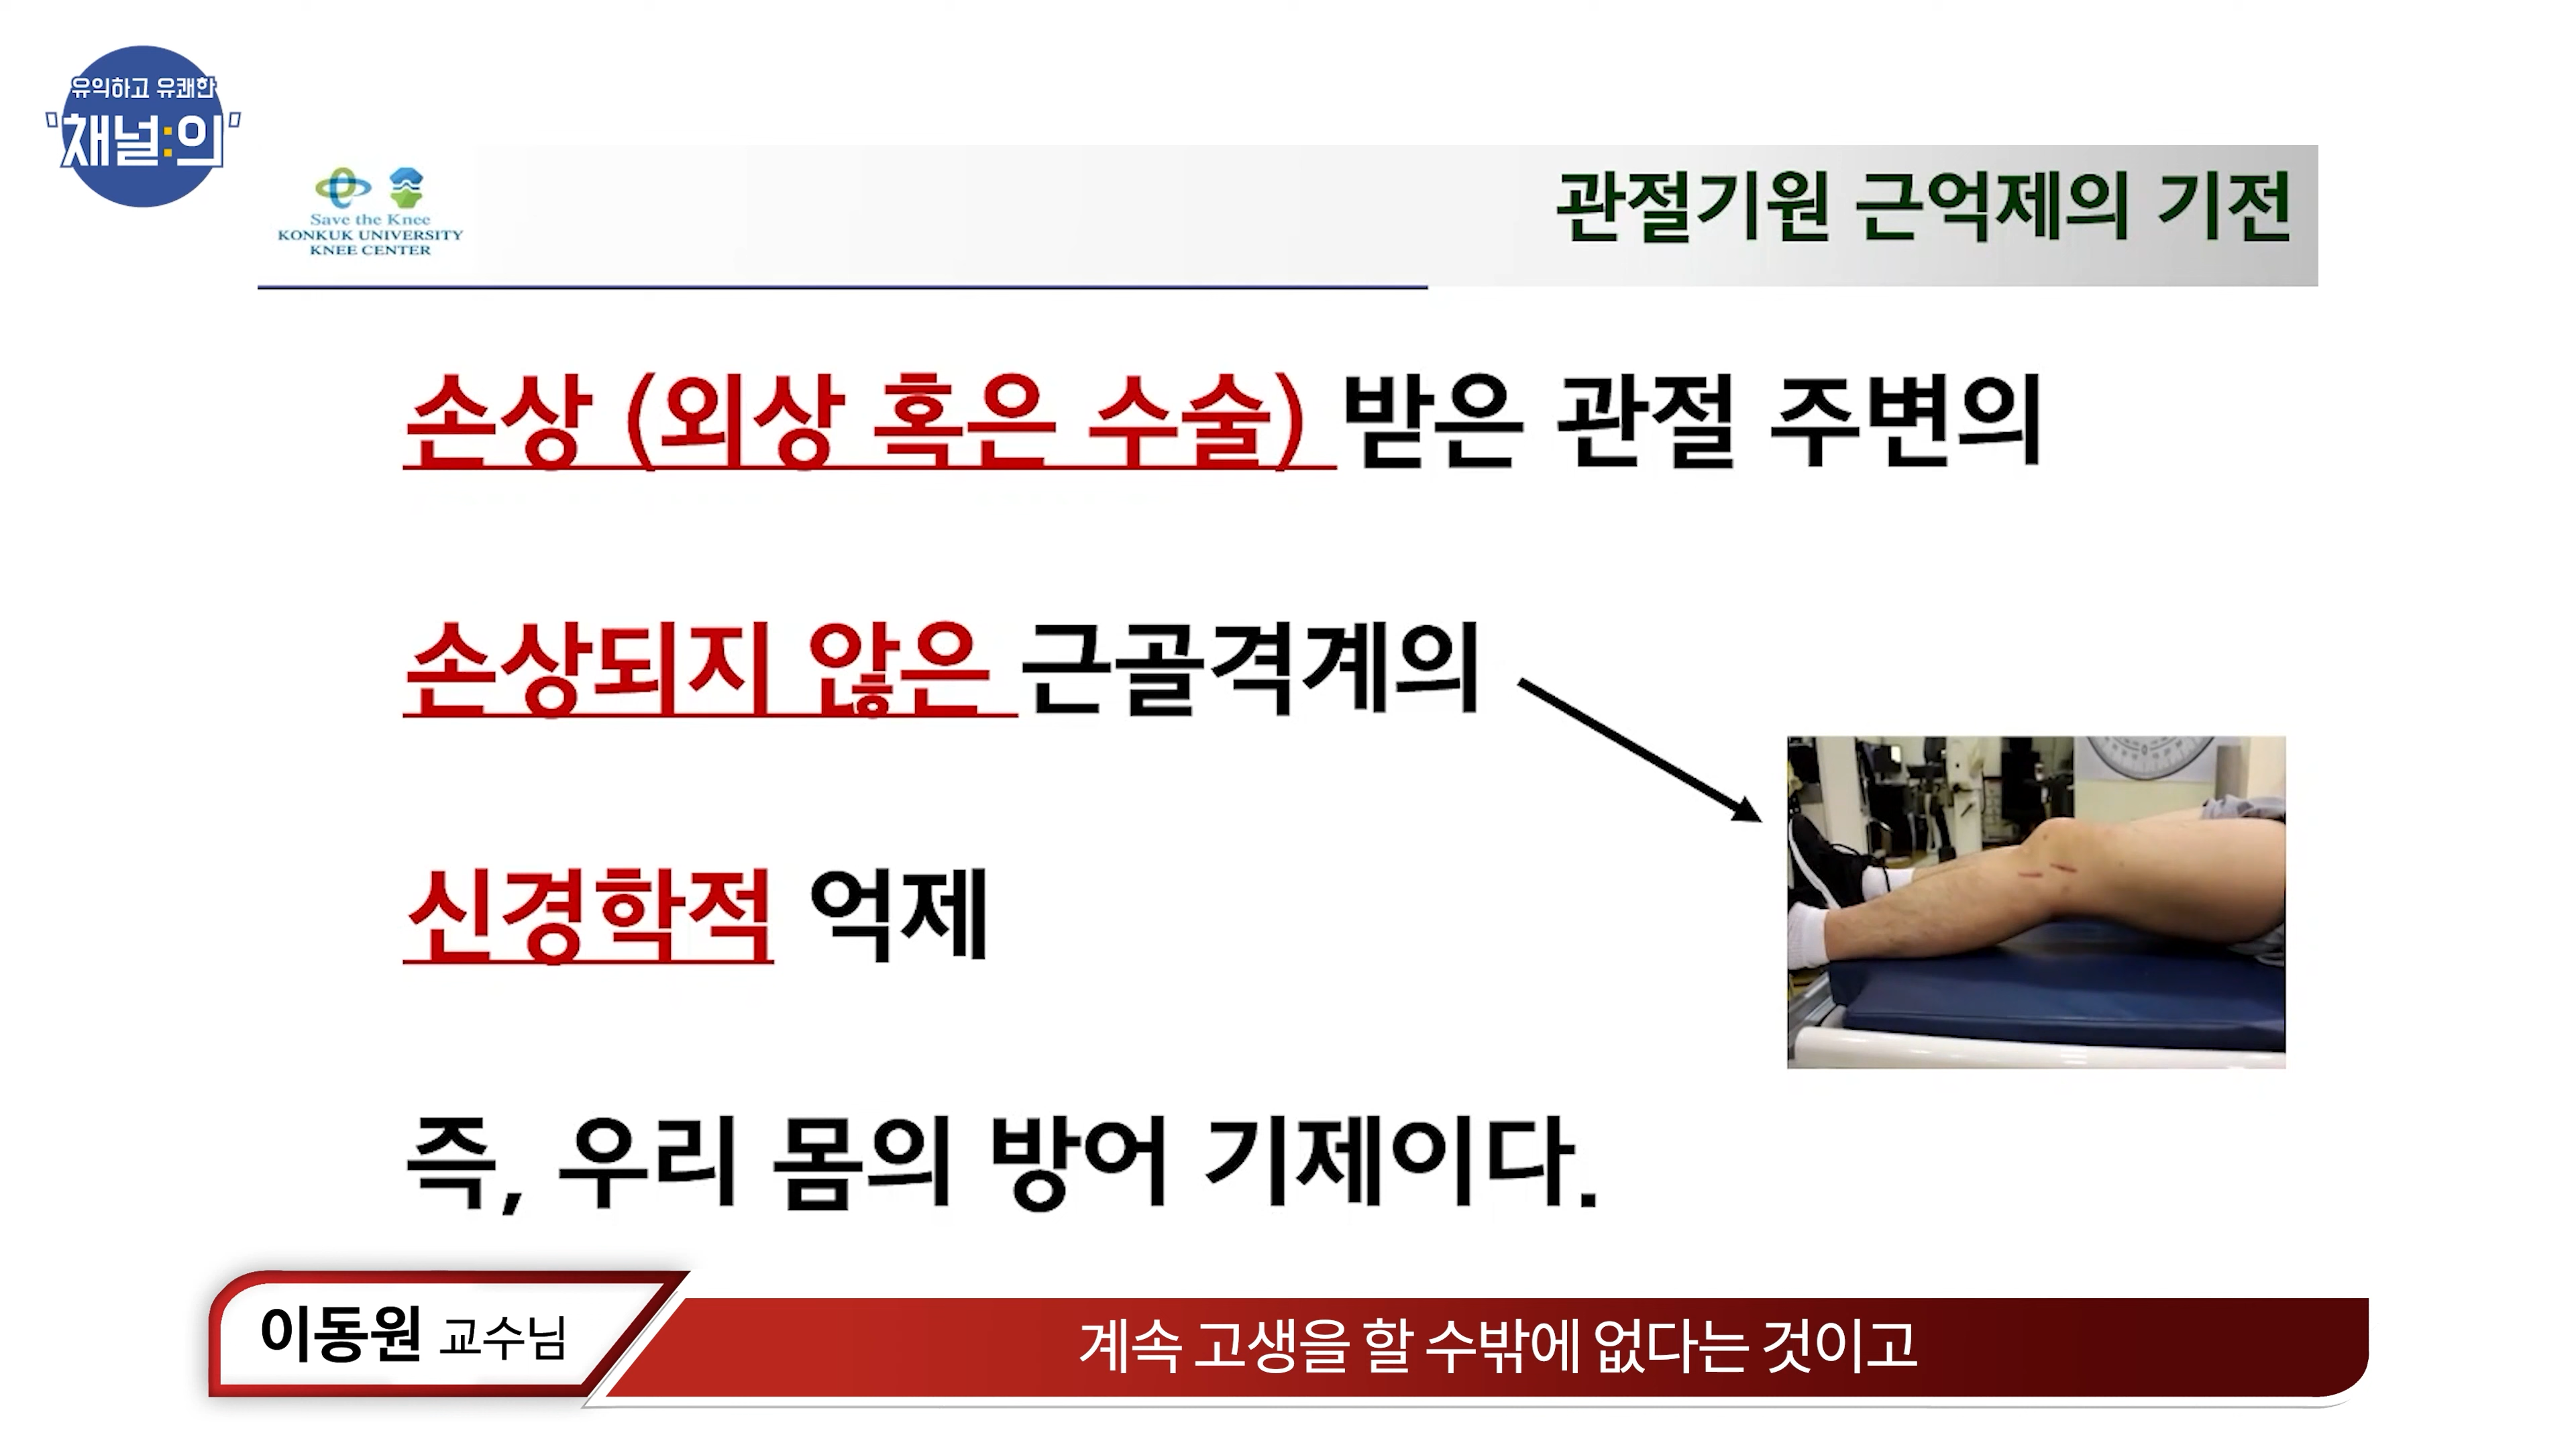 유익하고 유쾌한
'채널:의'
Save the Knee
KONKUK UNIVERSITY
KNEE CENTER
관절기원 근억제의 기전
손상 (외상 혹은 수술) 받은 관절 주변의
손상되지 않은 근골격계의
신경학적 억제
즉, 우리 몸의 방어 기제이다.
이동원 교수님
계속 고생을 할 수밖에 없다는 것이고